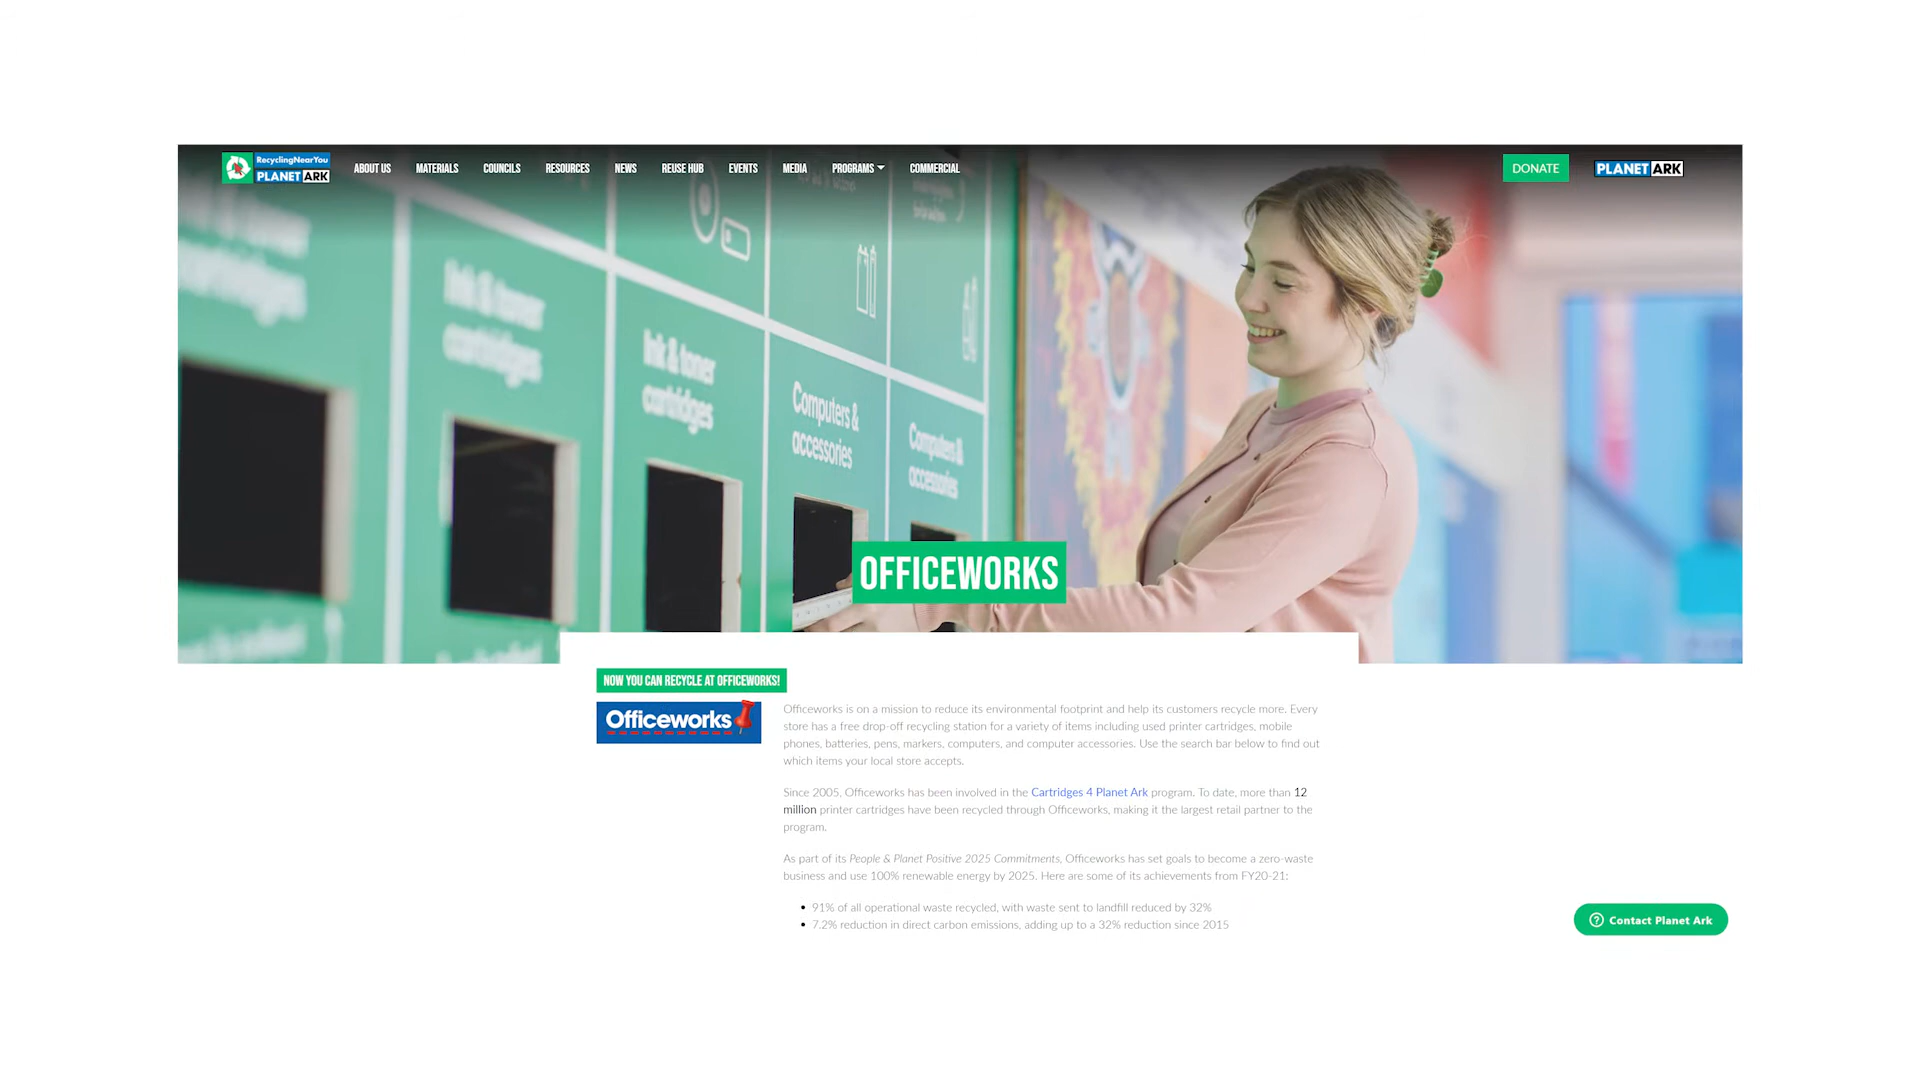 RecyclingNearYou
PLANET ARK
ABOUT US
MATERIALS
COUNCILS
RESOURCES
NEWS
REUSE HUB
EVENTS
MEDIA
PROGRAMS
COMMERCIAL
DONATE
PLANET ARK
Ink & toner
cartridges
Ink & toner
cartridges
Computers &
accessories
Computers &
accessories
OFFICEWORKS
NOW YOU CAN RECYCLE AT OFFICEWORKS!
Officeworks
Officeworks is on a mission to reduce its environmental footprint and help its customers recycle more. Every
store has a free drop-off recycling station for a variety of items including used printer cartridges, mobile
phones, batteries, pens, markers, computers, and computer accessories. Use the search bar below to find out
which items your local store accepts.
Since 2005, Officeworks has been involved in the Cartridges 4 Planet Ark program. To date, more than 12
million printer cartridges have been recycled through Officeworks, making it the largest retail partner to the
program.
As part of its People & Planet Positive 2025 Commitments, Officeworks has set goals to become a zero-waste
business and use 100% renewable energy by 2025. Here are some of its achievements from FY20-21:
• 91% of all operational waste recycled, with waste sent to landfill reduced by 32%
• 7.2% reduction in direct carbon emissions, adding up to a 32% reduction since 2015
Contact Planet Ark